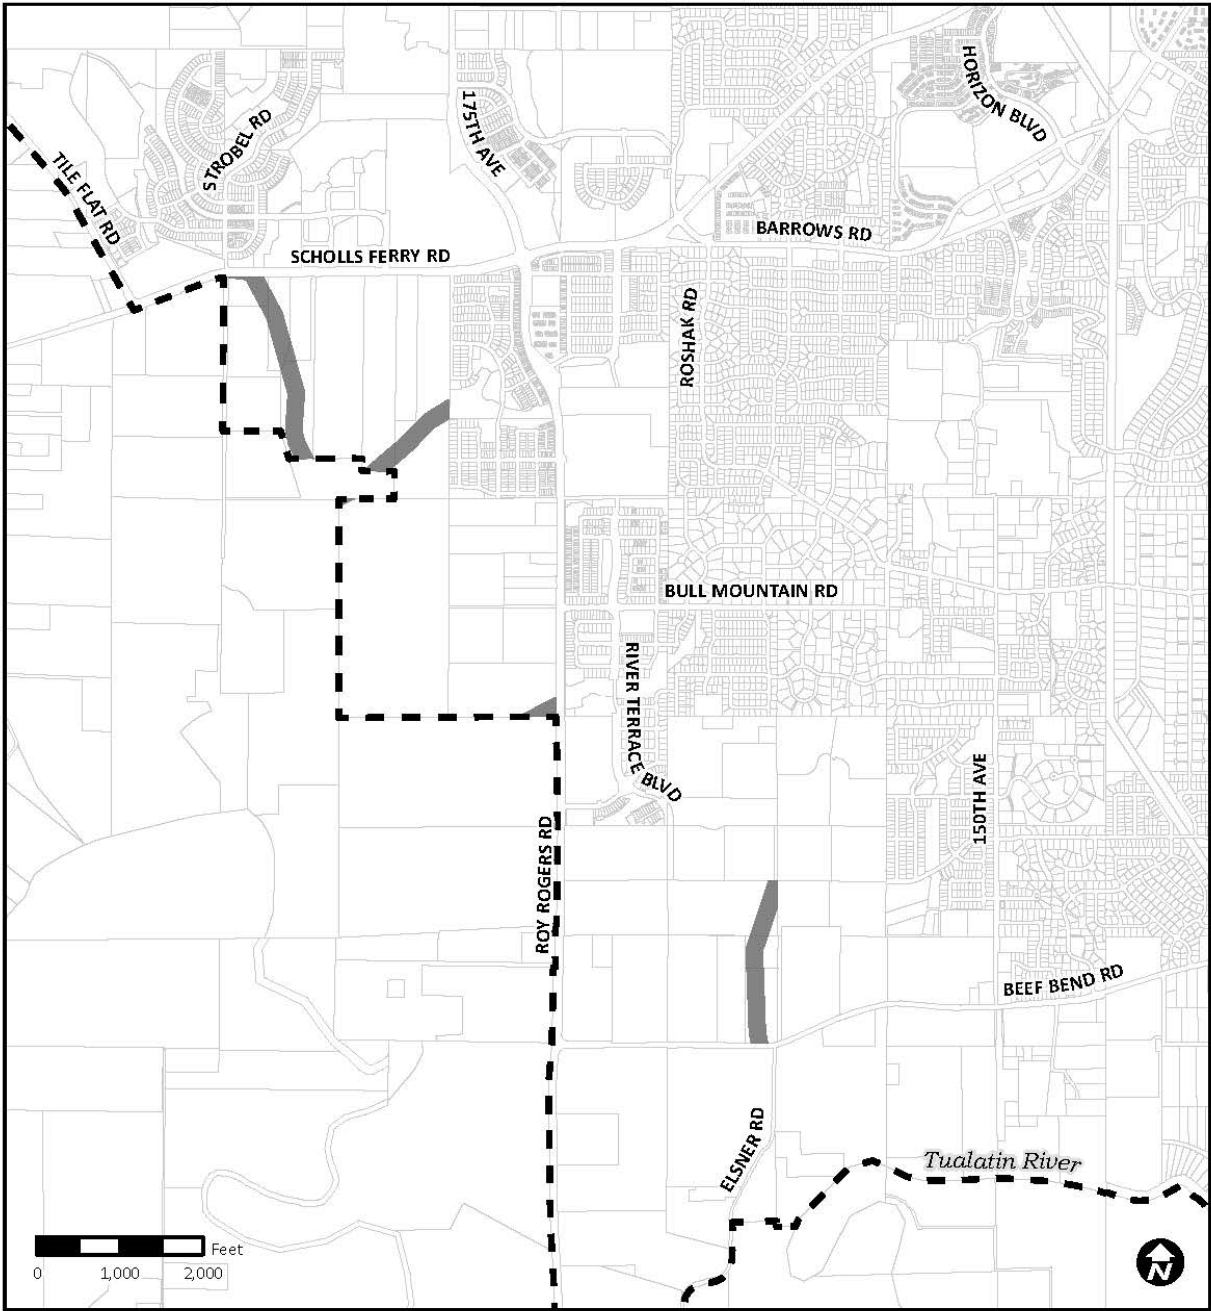 HORIZON BLVD
175TH AVE
STROBEL RD
TILE FLAT RD
BARROWS RD
SCHOLLS FERRY RD
ROSHAK RD
BULL MOUNTAIN RD
RIVER TERRACE BLVD
150TH AVE
ROY ROGERS RD
BEEF BEND RD
ELSNER RD
Tualatin River
Feet
0 1,000 2,000
N